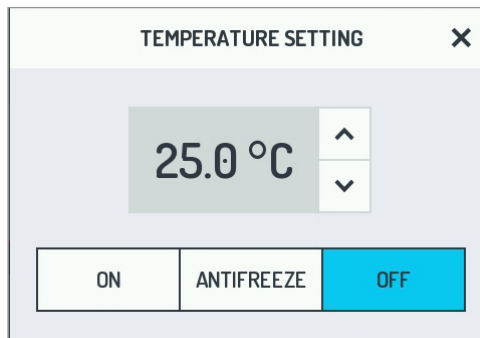 TEMPERATURE SETTING
25.0 °C
ON
ANTIFREEZE
OFF